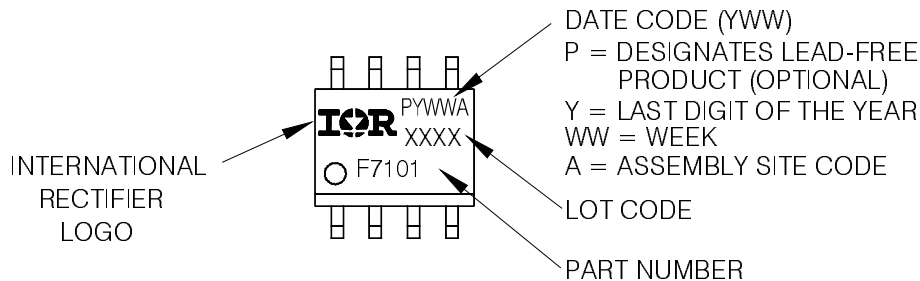 DATE CODE (YWW)
P = DESIGNATES LEAD-FREE
PRODUCT (OPTIONAL)
Y = LAST DIGIT OF THE YEAR
WW = WEEK
A = ASSEMBLY SITE CODE
LOT CODE
PART NUMBER
INTERNATIONAL
RECTIFIER
LOGO
IOR
PYWWA
XXXX
F7101